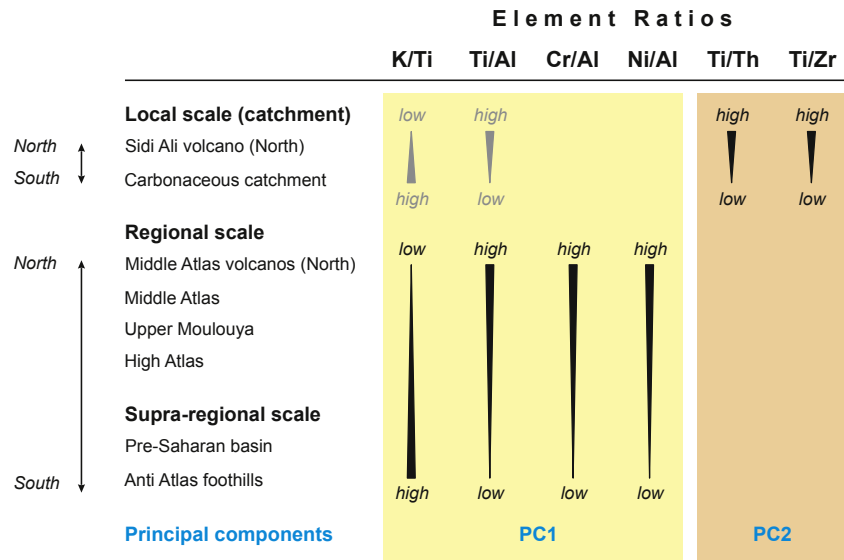 Element Ratios
K/Ti Ti/Al Cr/Al Ni/Al Ti/Th Ti/Zr
Local scale (catchment) low high high high
North Sidi Ali volcano (North)
South Carbonaceous catchment
high low low low
Regional scale
low high high high
North Middle Atlas volcanos (North)
Middle Atlas
Upper Moulouya
High Atlas
Supra-regional scale
Pre-Saharan basin
South Anti Atlas foothills
high low low low
Principal components PC1 PC2